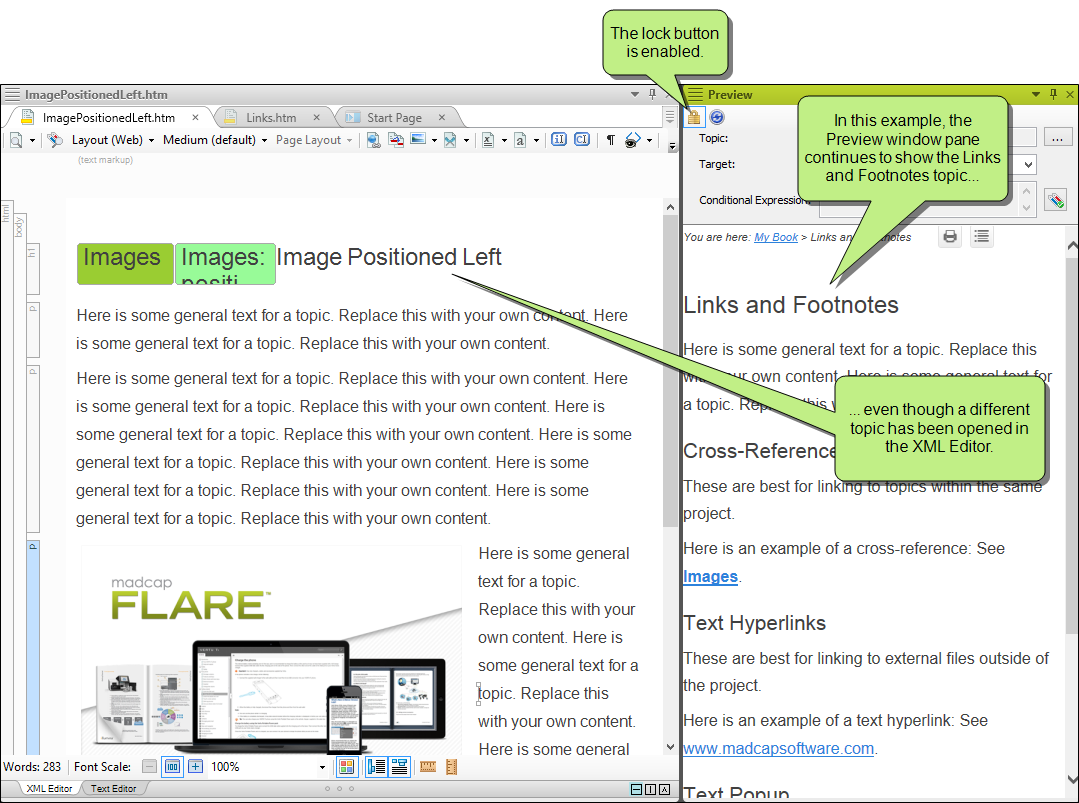 The lock button
is enabled.
ImagePositionedLeft.htm
ImagePositionedLeft.htm
Links.htm
Start Page
Layout (Web)
Medium (default)
Page Layout
(text markup)
html
body
h1
p
p
p
Images
Images:
positi
Image Positioned Left
Here is some general text for a topic. Replace this with your own content. Here
is some general text for a topic. Replace this with your own content.
Here is some general text for a topic. Replace this with your own content. Here
is some general text for a topic. Replace this with your own content. Here is
some general text for a topic. Replace this with your own content. Here is some
general text for a topic. Replace this with your own content. Here is some
general text for a topic. Replace this with your own content. Here is some
general text for a topic. Replace this with your own content.
madcap
FLARE™
Here is some general
text for a topic.
Replace this with your
own content. Here is
some general text for a
topic. Replace this
with your own content.
Here is some general
Words: 283
Font Scale:
100
100%
XML Editor
Text Editor
Preview
Topic:
...
Target:
Conditional Expression:
In this example, the
Preview window pane
continues to show the Links
and Footnotes topic...
You are here: My Book > Links and Footnotes
Links and Footnotes
Here is some general text for a topic. Replace this
with your own content. Here is some general text for
a topic. Replace this
... even though a different
topic has been opened in
the XML Editor.
Cross-Reference
These are best for linking to topics within the same
project.
Here is an example of a cross-reference: See
Images.
Text Hyperlinks
These are best for linking to external files outside of
the project.
Here is an example of a text hyperlink: See
www.madcapsoftware.com.
Text Popup